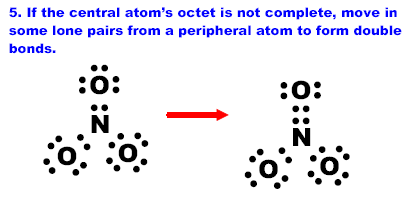 5. If the central atom's octet is not complete, move in
some lone pairs from a peripheral atom to form double
bonds.
:O:
:O:
N
N
O
O
O
O